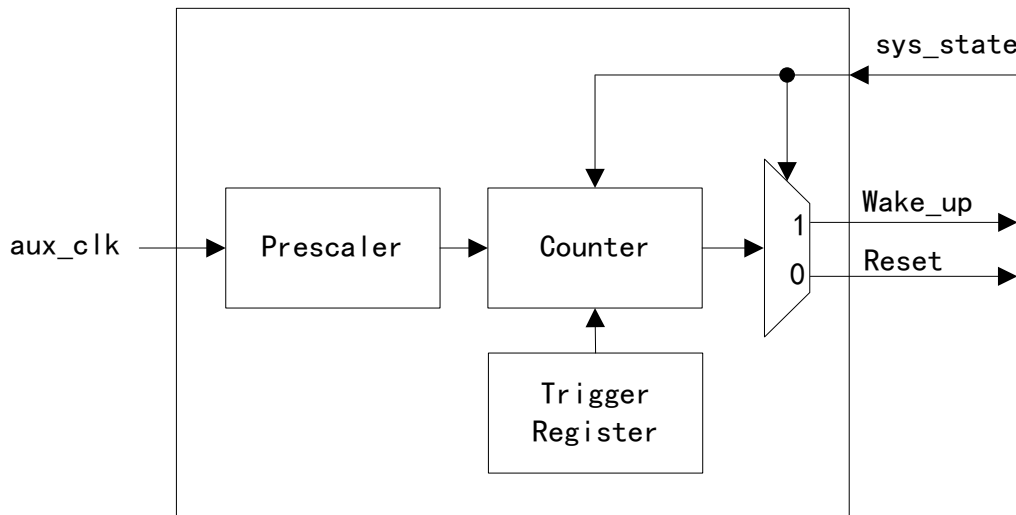 sys_state
Wake_up
1
aux_clk
Prescaler
Counter
0
Reset
Trigger
Register